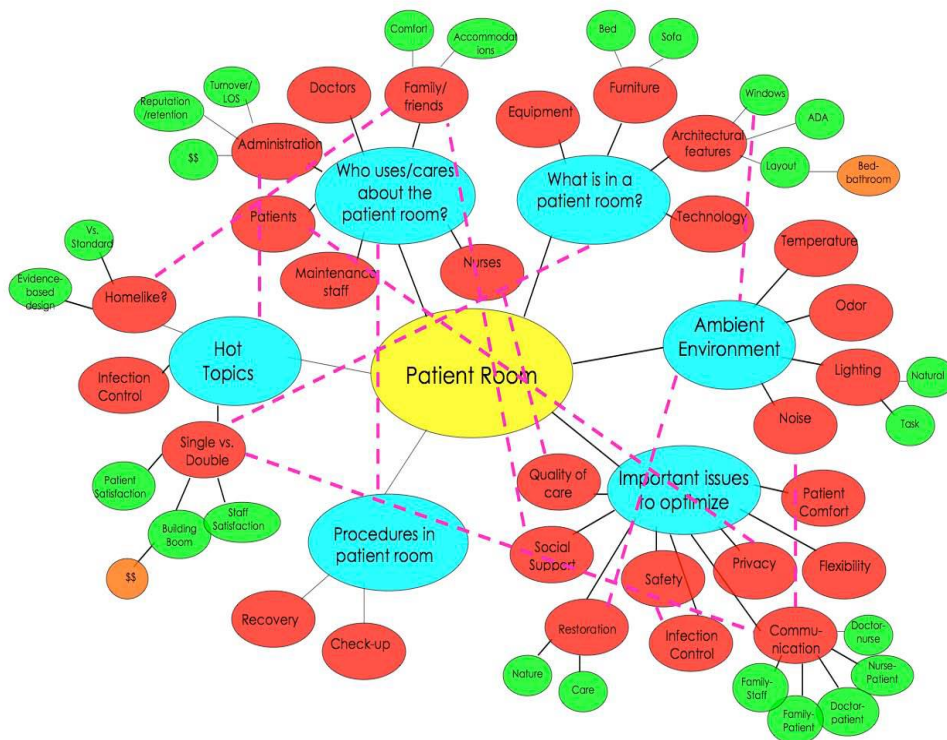 Comfort
Accommodat
ions
Bed
Sofa
Turnover/
LOS
Reputation
/retention
$$
Administration
Doctors
Family/
friends
Furniture
Equipment
Windows
ADA
Architectural
features
Layout
Bed-
bathroom
Who uses/cares
about the
patient room?
What is in a
patient room?
Patients
Technology
Vs.
Standard
Nurses
Maintenance
staff
Temperature
Evidence-
based
design
Homelike?
Odor
Ambient
Environment
Hot
Topics
Patient Room
Infection
Control
Lighting
Natural
Task
Noise
Single vs.
Double
Patient
Satisfaction
Staff
Satisfaction
Building
Boom
$$
Quality of
care
Important issues
to optimize
Patient
Comfort
Procedures in
patient room
Social
Support
Safety
Privacy
Flexibility
Recovery
Check-up
Restoration
Infection
Control
Commu-
nication
Doctor-
nurse
Nurse-
Patient
Nature
Care
Family-
Staff
Family-
Patient
Doctor-
patient